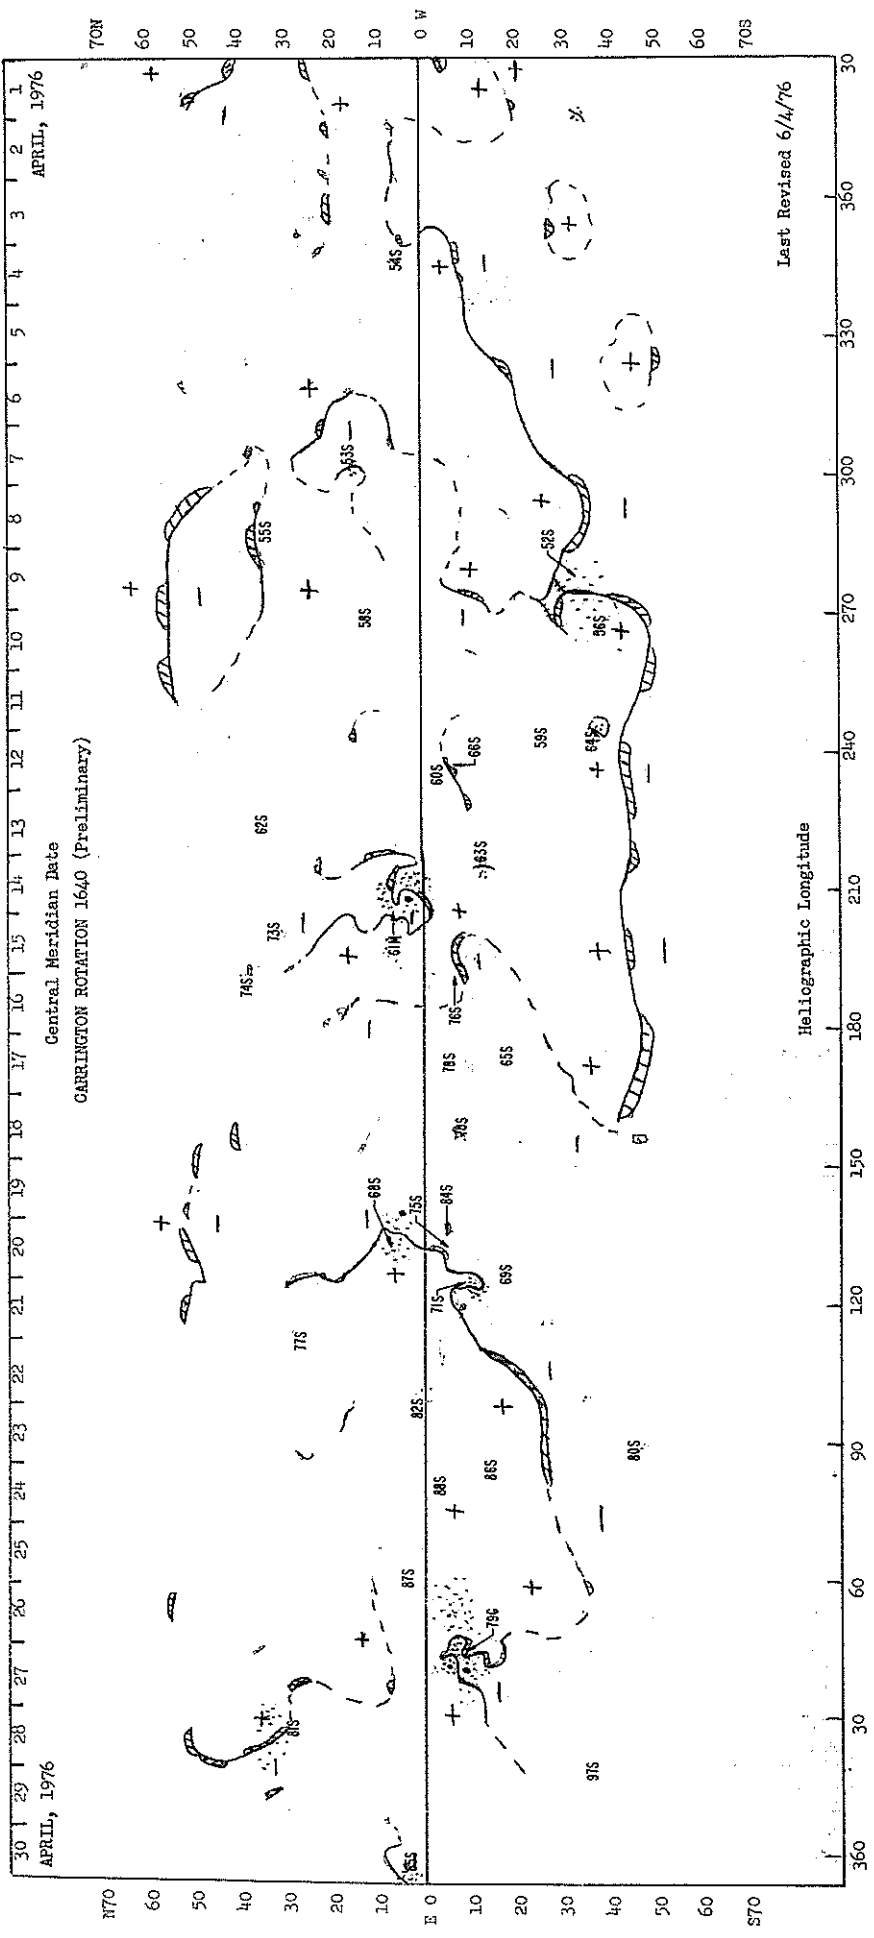 30 29 28 27 26 25 24 23 22 21 20 19 18 17 16 15 14 13 12 11 10 9 8 7 6 5 4 3 2 1
APRIL, 1976 Central Meridian Date APRIL, 1976
CARRINGTON ROTATION 1640 (Preliminary)
N70 70N
60 60
50 50
40 40
30 30
20 20
10 10
E 0 0 W
10 10
20 20
30 30
40 40
50 50
60 60
S70 70S
55S
62S
73S
74S
77S
81S
53S
58S
68S
61M
54S
87S
82S
85S
60S
66S
75S
84S
71S
88S
76S
78S
78S
63S
79G
86S
69S
65S
59S
52S
56S
64S
97S
80S
Last Revised 6/4/76
Heliographic Longitude
360 30 60 90 120 150 180 210 240 270 300 330 360 30